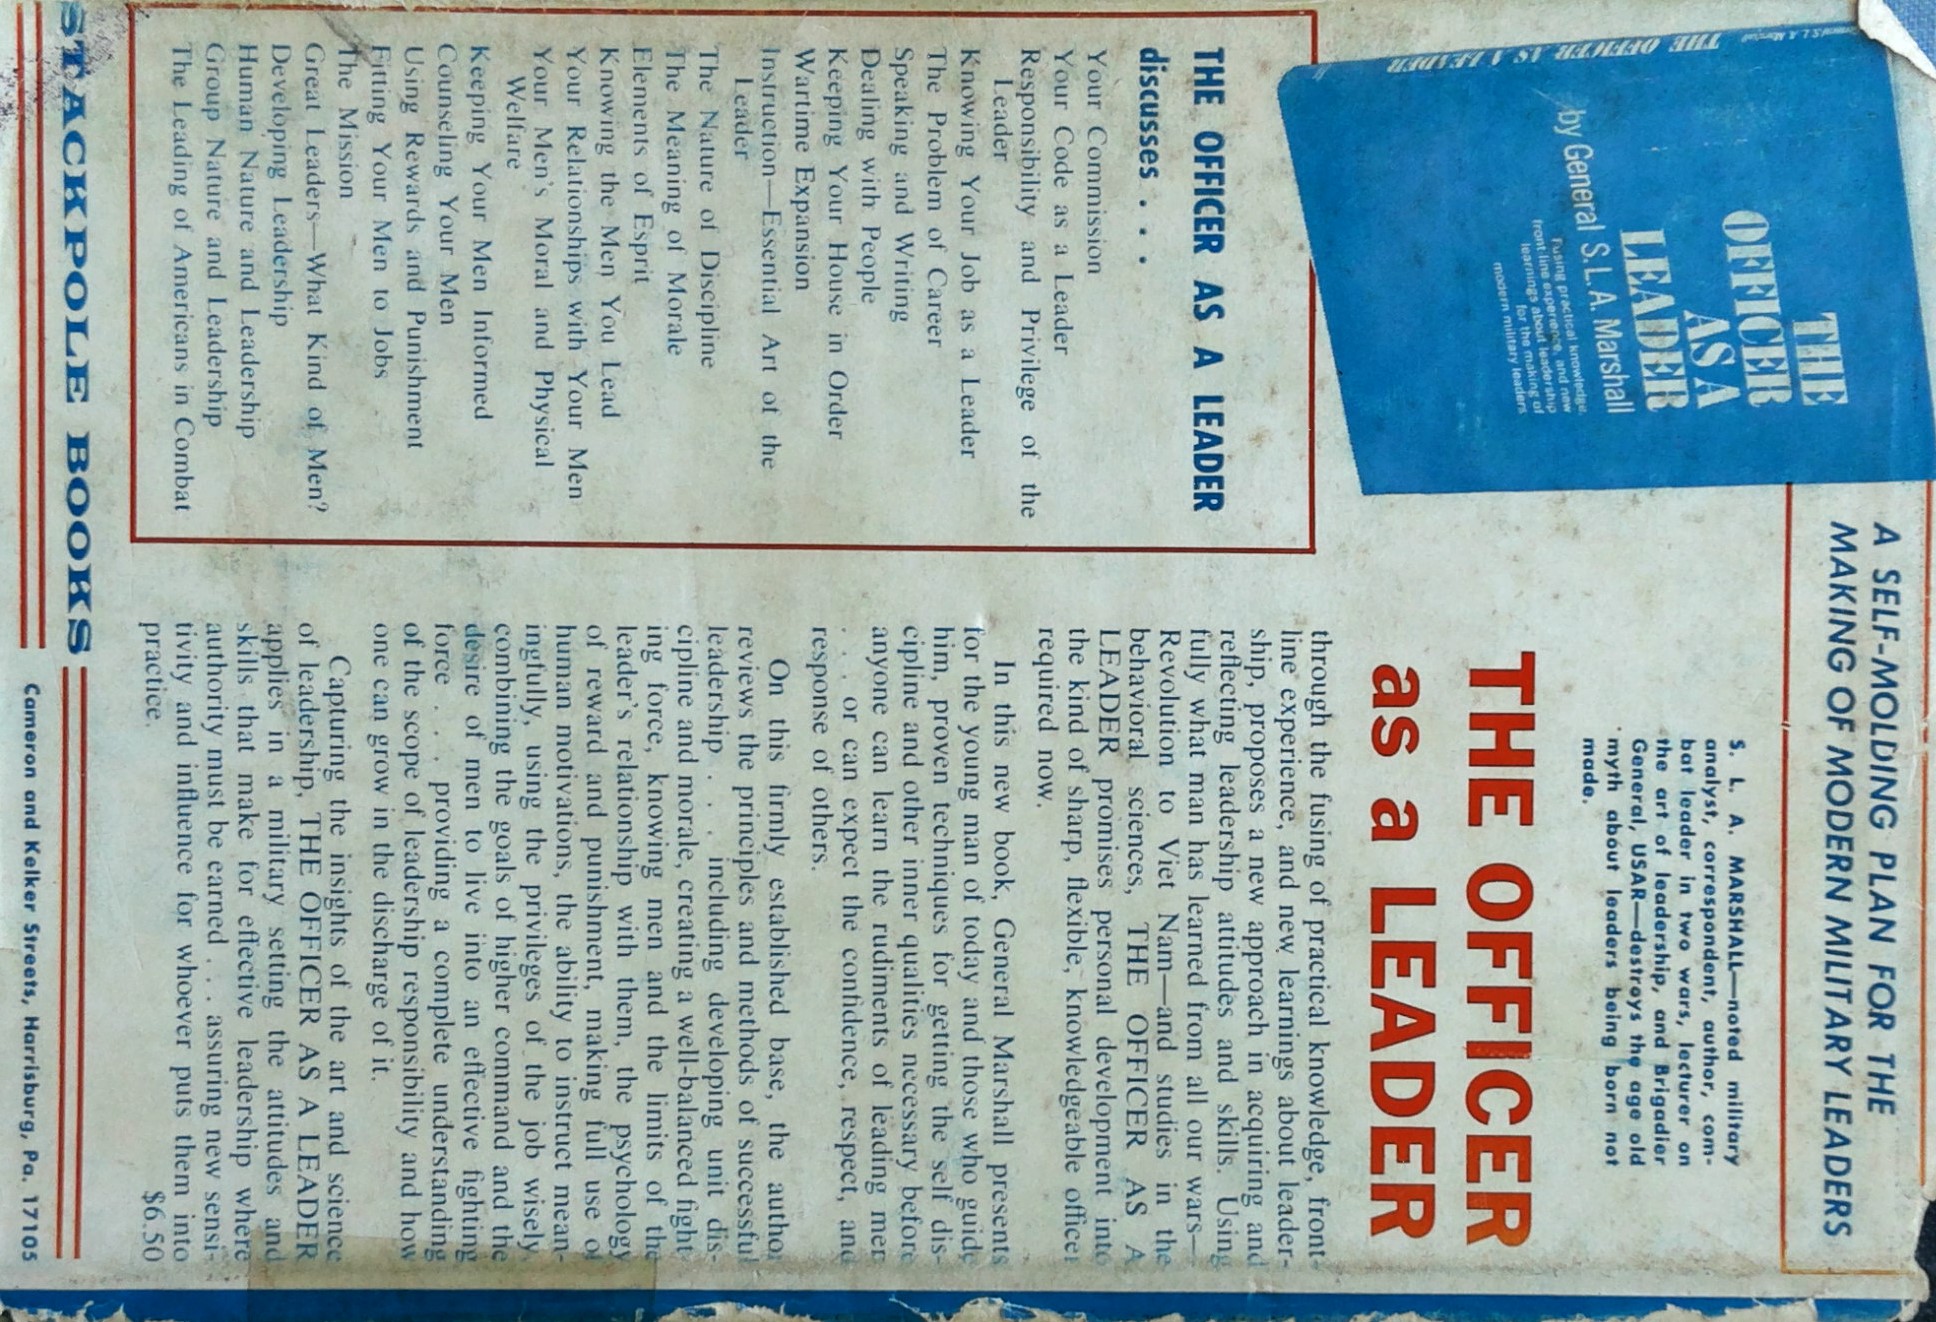 A SELF-MOLDING PLAN FOR THE
MAKING OF MODERN MILITARY LEADERS
THE OFFICER AS A LEADER
THE
OFFICER
AS A
LEADER
by General S. L. A. Marshall
Fusing practical knowledge,
front-line experience, and new
learnings about leadership
for the making of
modern military leaders
S. L. A. MARSHALL—noted military
analyst, correspondent, author, com-
bat leader in two wars, lecturer on
the art of leadership, and Brigadier
General, USAR—destroys the age old
myth about leaders being born not
made.
THE OFFICER
as a LEADER
THE OFFICER AS A LEADER
discusses . . .
Your Commission
Your Code as a Leader
Responsibility and Privilege of the
Leader
Knowing Your Job as a Leader
The Problem of Career
Speaking and Writing
Dealing with People
Keeping Your House in Order
Wartime Expansion
Instruction—Essential Art of the
Leader
The Nature of Discipline
The Meaning of Morale
Elements of Esprit
Knowing the Men You Lead
Your Relationships with Your Men
Your Men's Moral and Physical
Welfare
Keeping Your Men Informed
Counseling Your Men
Using Rewards and Punishment
Fitting Your Men to Jobs
The Mission
Great Leaders—What Kind of Men?
Developing Leadership
Human Nature and Leadership
Group Nature and Leadership
The Leading of Americans in Combat
through the fusing of practical knowledge, front-
line experience, and new learnings about leader-
ship, proposes a new approach in acquiring and
reflecting leadership attitudes and skills. Using
fully what man has learned from all our wars—
Revolution to Viet Nam—and studies in the
behavioral sciences, THE OFFICER AS A
LEADER promises personal development into
the kind of sharp, flexible, knowledgeable officer
required now.
In this new book, General Marshall presents
for the young man of today and those who guide
him, proven techniques for getting the self dis-
cipline and other inner qualities necessary before
anyone can learn the rudiments of leading men
. . . or can expect the confidence, respect, and
response of others.
On this firmly established base, the author
reviews the principles and methods of successful
leadership . . . including developing unit dis-
cipline and morale, creating a well-balanced fight-
ing force, knowing men and the limits of the
leader's relationship with them, the psychology
of reward and punishment, making full use of
human motivations, the ability to instruct mean-
ingfully, using the privileges of the job wisely,
combining the goals of higher command and the
desire of men to live into an effective fighting
force . . . providing a complete understanding
of the scope of leadership responsibility and how
one can grow in the discharge of it.
Capturing the insights of the art and science
of leadership, THE OFFICER AS A LEADER
applies in a military setting the attitudes and
skills that make for effective leadership where
authority must be earned . . . assuring new sensi-
tivity and influence for whoever puts them into
practice. $6.50
STACKPOLE BOOKS
Cameron and Kelker Streets, Harrisburg, Pa. 17105